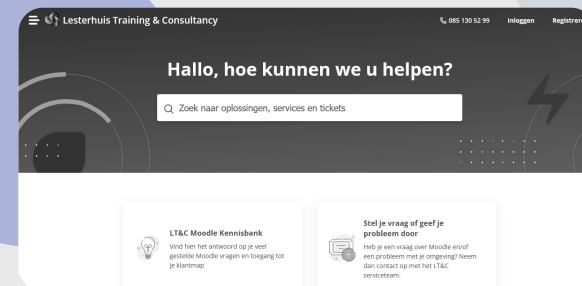 Lesterhuis Training & Consultancy
085 130 52 99 Inloggen Registrere
Hallo, hoe kunnen we u helpen?
Zoek naar oplossingen, services en tickets
LT&C Moodle Kennisbank
Vind hier het antwoord op je veel
gestelde Moodle vragen en toegang tot
je klantmap
Stel je vraag of geef je
probleem door
Heb je een vraag over Moodle en/of
een probleem met je omgeving? Neem
dan contact op met het LT&C
serviceteam.